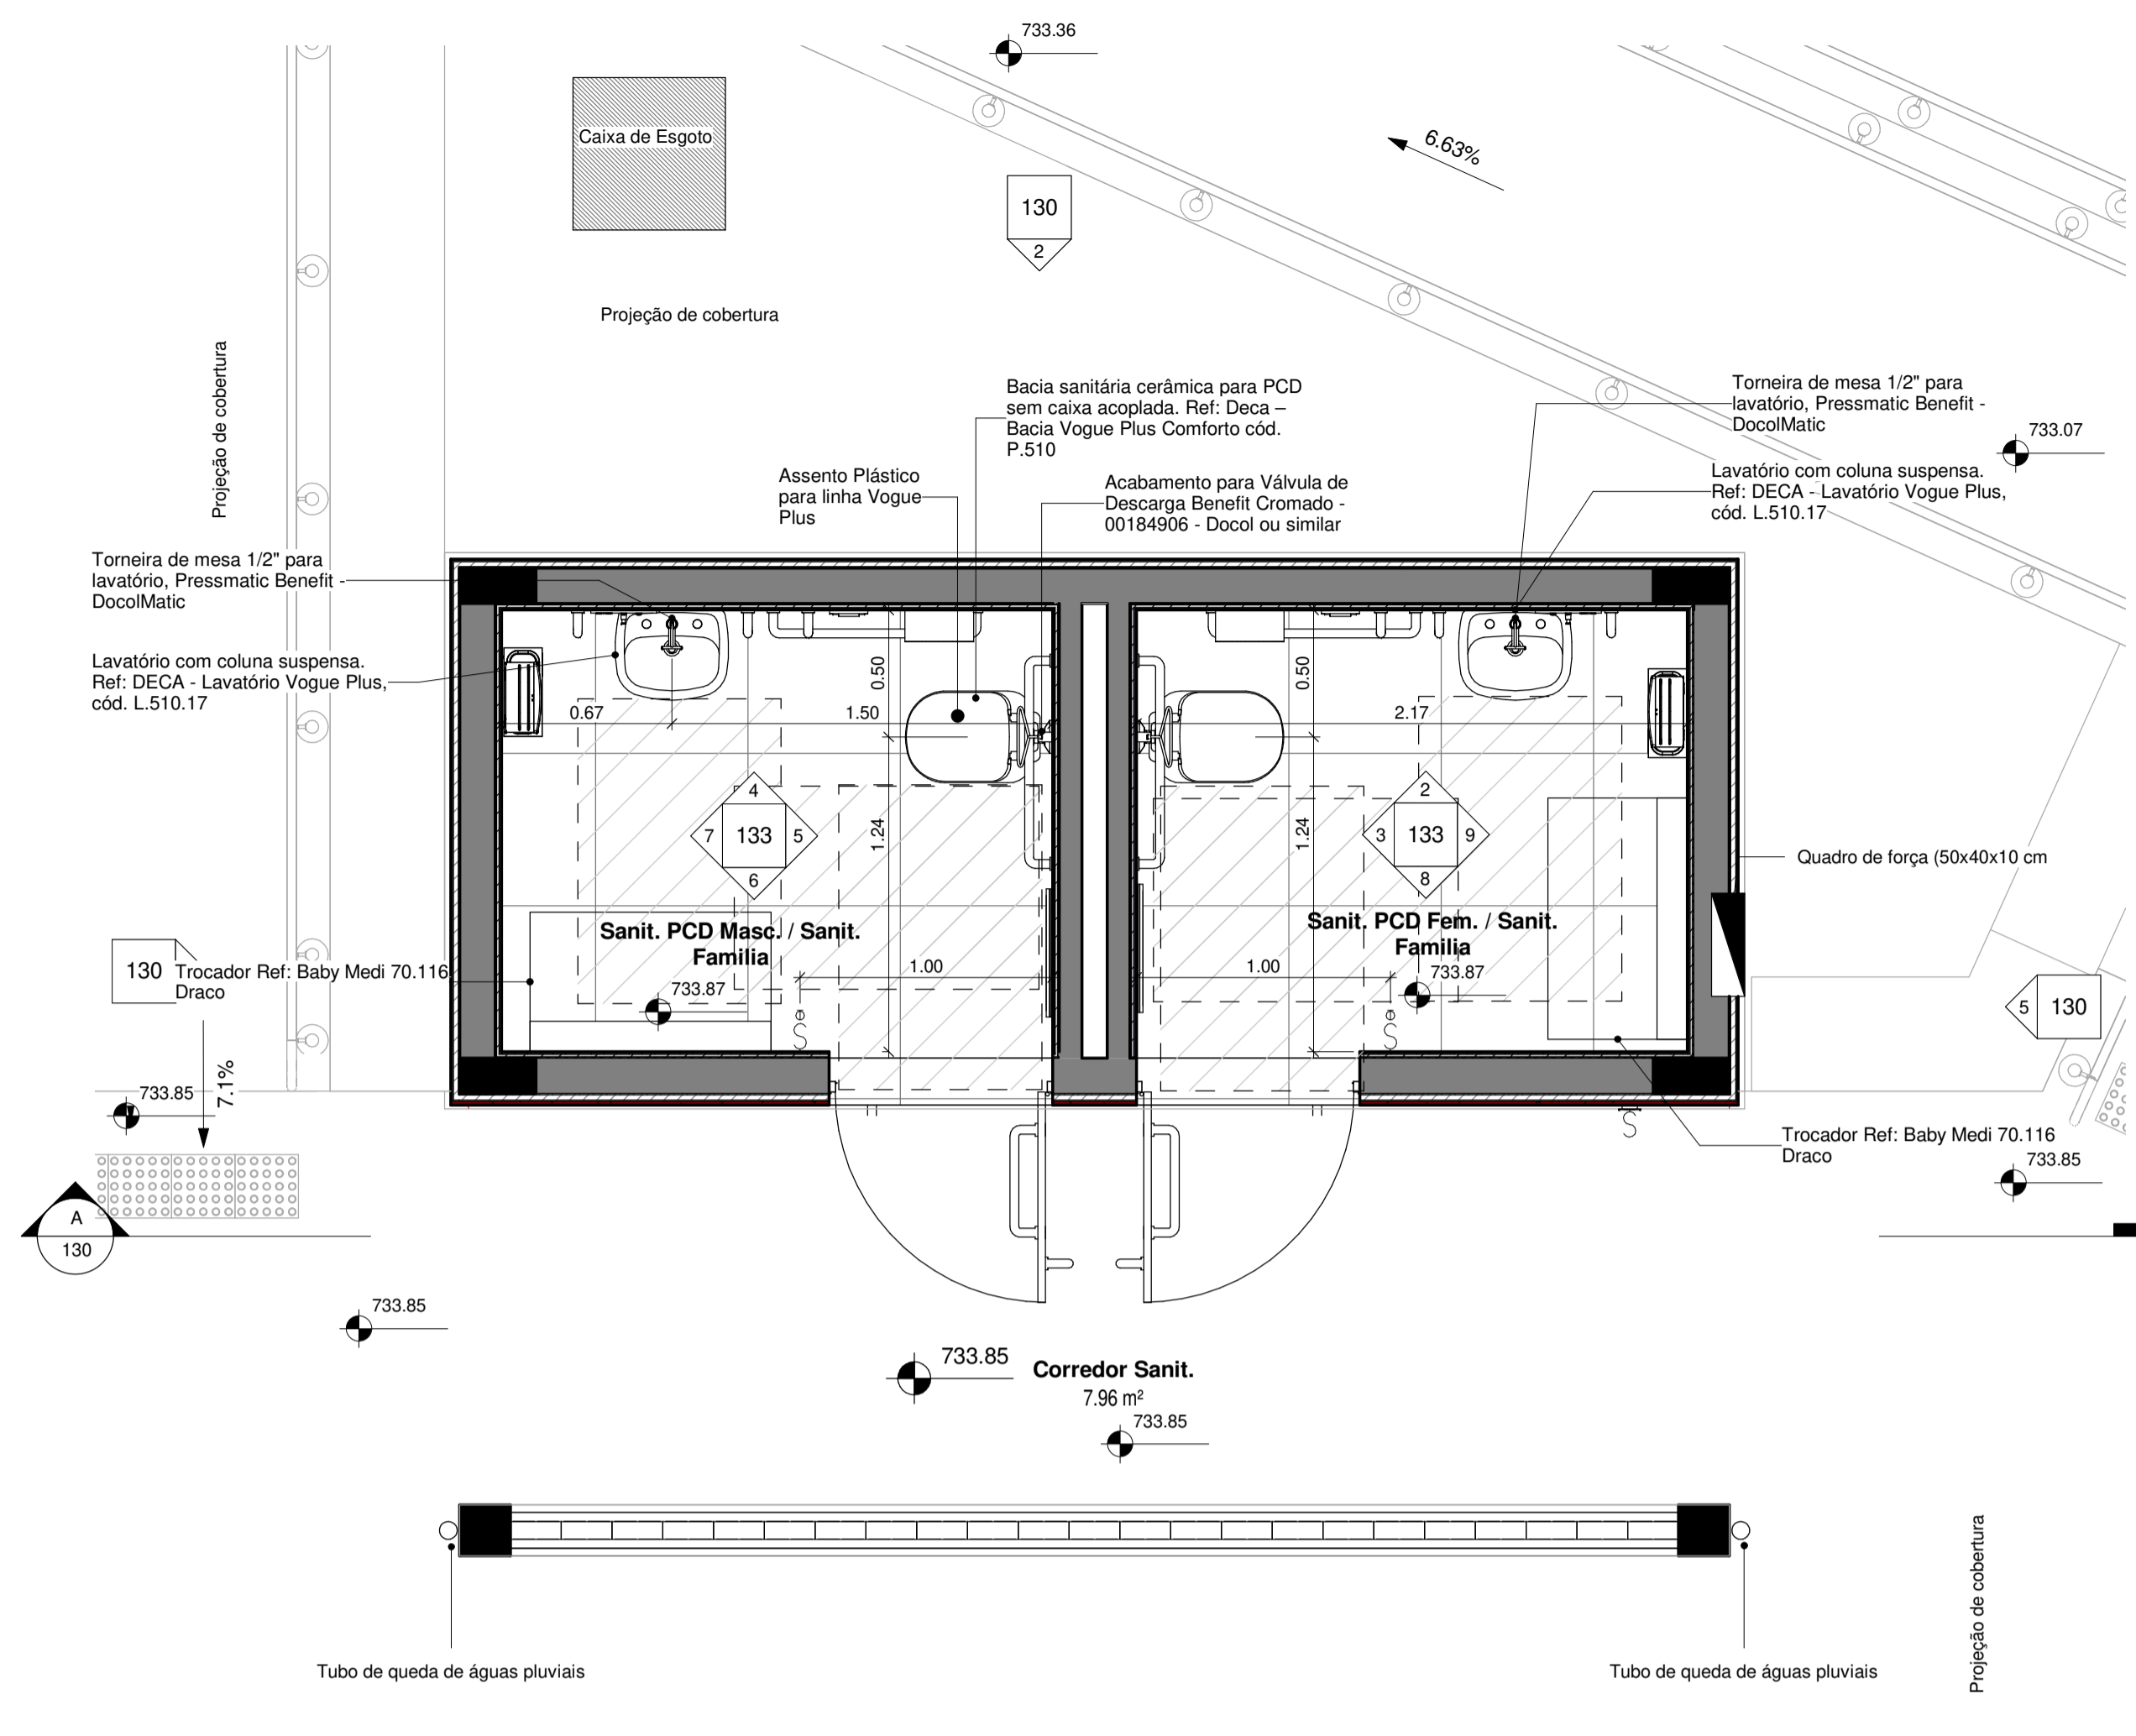 733.36
6.63%
Caixa de Esgoto
130
2
Projeção de cobertura
Projeção de cobertura
Bacia sanitária cerâmica para PCD
sem caixa acoplada. Ref: Deca –
Bacia Vogue Plus Comforto cód.
P.510
Torneira de mesa 1/2" para
lavatório, Pressmatic Benefit -
DocolMatic
733.07
Assento Plástico
para linha Vogue
Plus
Acabamento para Válvula de
Descarga Benefit Cromado -
00184906 - Docol ou similar
Lavatório com coluna suspensa.
Ref: DECA - Lavatório Vogue Plus,
cód. L.510.17
Torneira de mesa 1/2" para
lavatório, Pressmatic Benefit -
DocolMatic
Lavatório com coluna suspensa.
Ref: DECA - Lavatório Vogue Plus,
cód. L.510.17
0.50
0.50
0.67
1.50
2.17
4
7
133
5
6
1.24
1.24
2
3
133
9
8
Quadro de força (50x40x10 cm
Sanit. PCD Masc. / Sanit.
Familia
Sanit. PCD Fem. / Sanit.
Familia
130
Trocador Ref: Baby Medi 70.116
Draco
1.00
1.00
733.87
733.87
5
130
S
S
7.1%
733.85
S
Trocador Ref: Baby Medi 70.116
Draco
733.85
A
130
733.85
733.85
Corredor Sanit.
7.96 m²
733.85
Projeção de cobertura
Tubo de queda de águas pluviais
Tubo de queda de águas pluviais